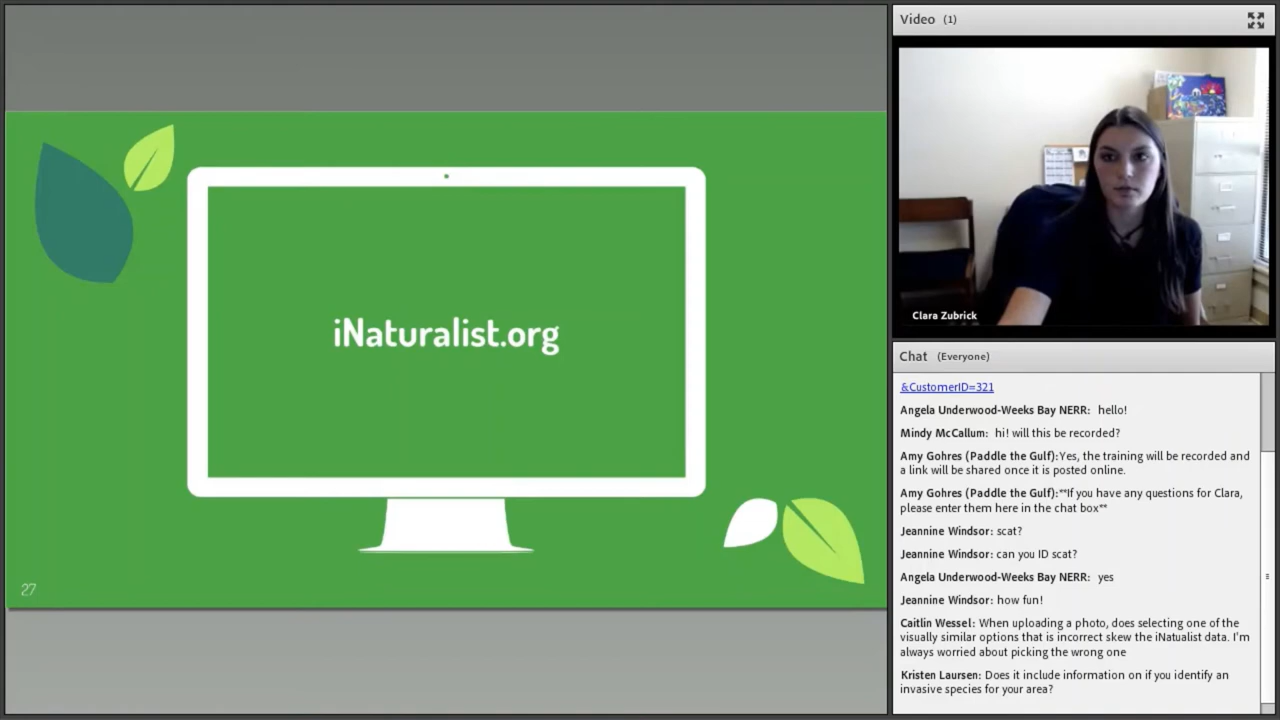 iNaturalist.org
27
Video (1)
Clara Zubrick
Chat (Everyone)
&CustomerID=321
Angela Underwood-Weeks Bay NERR: hello!
Mindy McCallum: hi! will this be recorded?
Amy Gohres (Paddle the Gulf):Yes, the training will be recorded and
a link will be shared once it is posted online.
Amy Gohres (Paddle the Gulf):**If you have any questions for Clara,
please enter them here in the chat box**
Jeannine Windsor: scat?
Jeannine Windsor: can you ID scat?
Angela Underwood-Weeks Bay NERR: yes
Jeannine Windsor: how fun!
Caitlin Wessel: When uploading a photo, does selecting one of the
visually similar options that is incorrect skew the iNatualist data. I'm
always worried about picking the wrong one
Kristen Laursen: Does it include information on if you identify an
invasive species for your area?